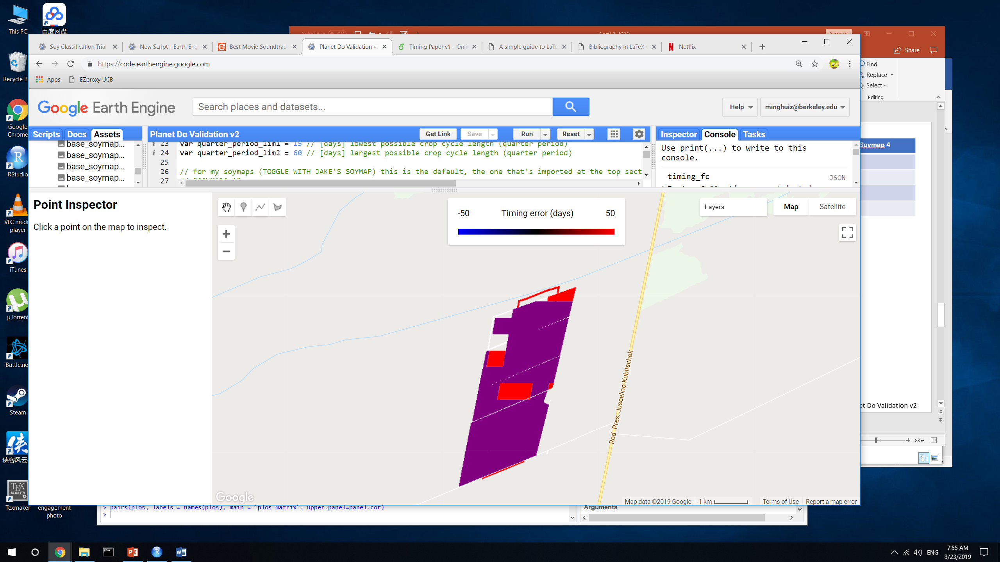 This PC
百度网盘
Recycle B
Google Chrome
RStudio
VLC medi
player
iTunes
µTorrent
Battle.ne
Steam
侠客风云
Texmaker
engagement photo
AutoSave Off
April 1 2019
Sign in
Share
Find
Replace
Select
Editing
Soymap 4
et Do Validation v2
83%
Soy Classification Trial
New Script - Earth Eng
Best Movie Soundtrack
Planet Do Validation v2
Timing Paper v1 - Onli
A simple guide to LaTe
Bibliography in LaTeX
Netflix
https://code.earthengine.google.com
Apps
EZproxy UCB
Google Earth Engine
Search places and datasets...
Help
minghuiz@berkeley.edu
Scripts
Docs
Assets
base_soymap...
base_soymap...
base_soymap...
base_soymap...
Planet Do Validation v2
Get Link
Save
Run
Reset
23 var quarter_period_lim1 = 15 // [days] lowest possible crop cycle length (quarter period)
24 var quarter_period_lim2 = 60 // [days] largest possible crop cycle length (quarter period)
25
26 // for my soymaps (TOGGLE WITH JAKE'S SOYMAP) this is the default, the one that's imported at the top sect
27
Inspector
Console
Tasks
Use print(...) to write to this
console.
timing_fc
JSON
Point Inspector
Click a point on the map to inspect.
-50 Timing error (days) 50
Layers
Map
Satellite
Rod. Pres. Juscelino Kubitschek
Google
Map data ©2019 Google
1 km
Terms of Use
Report a map error
> pairs(plos, labels = names(plos), main = "plos matrix", upper.panel=panel.cor)
>
Arguments
ENG
7:55 AM
3/23/2019